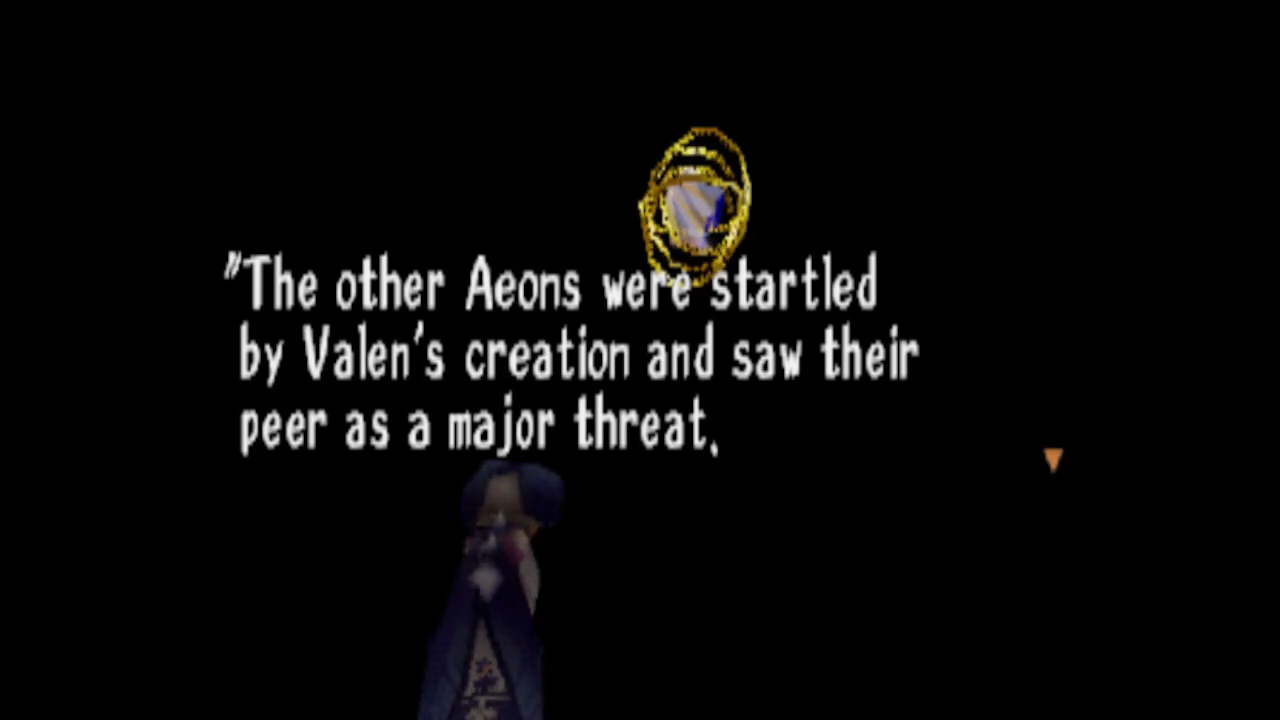 "The other Aeons were startled
by Valen's creation and saw their
peer as a major threat.